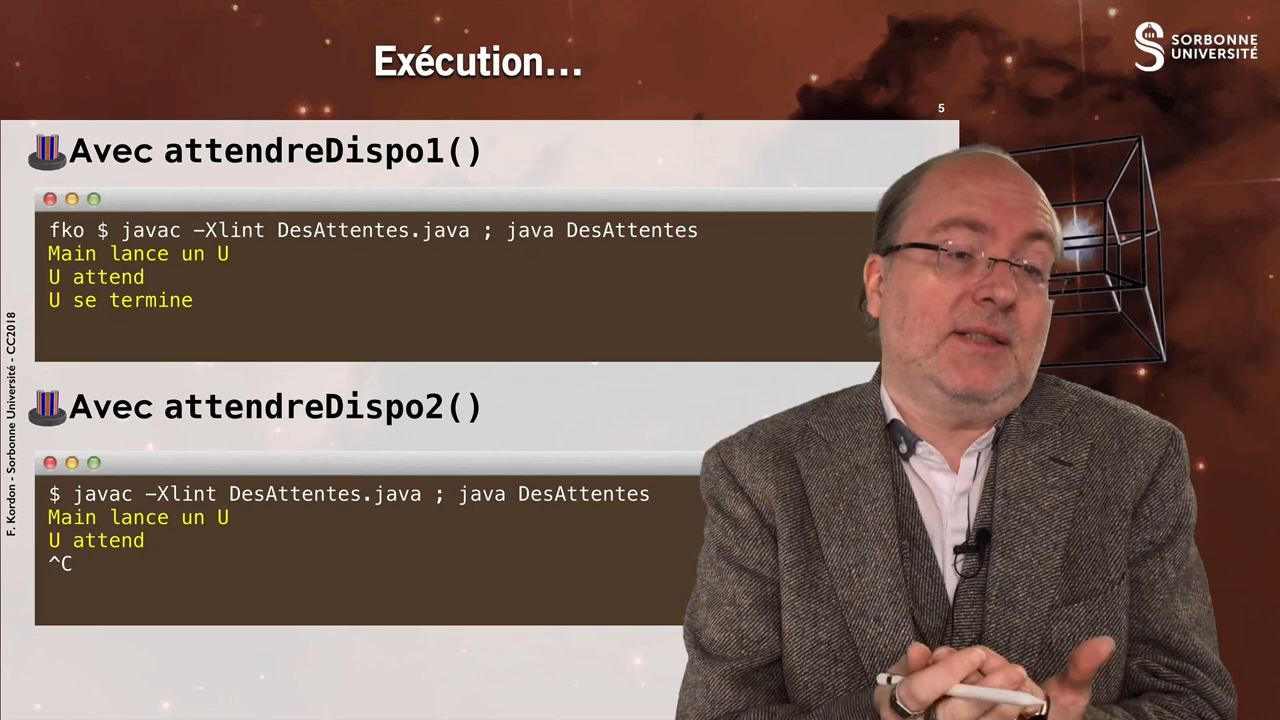 Exécution...
SORBONNE
UNIVERSITÉ
5
Avec attendreDispo1()
fko $ javac -Xlint DesAttentes.java ; java DesAttentes
Main lance un U
U attend
U se termine
Avec attendreDispo2()
$ javac -Xlint DesAttentes.java ; java DesAttentes
Main lance un U
U attend
^C
F. Kordon - Sorbonne Université - CC2018